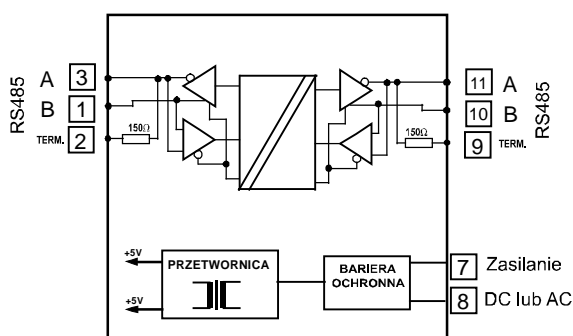 RS485
A 3
B 1
TERM. 2
150Ω
150Ω
11 A
10 B
9 TERM.
RS485
+5V
+5V
PRZETWORNICA
BARIERA
OCHRONNA
7 Zasilanie
8 DC lub AC